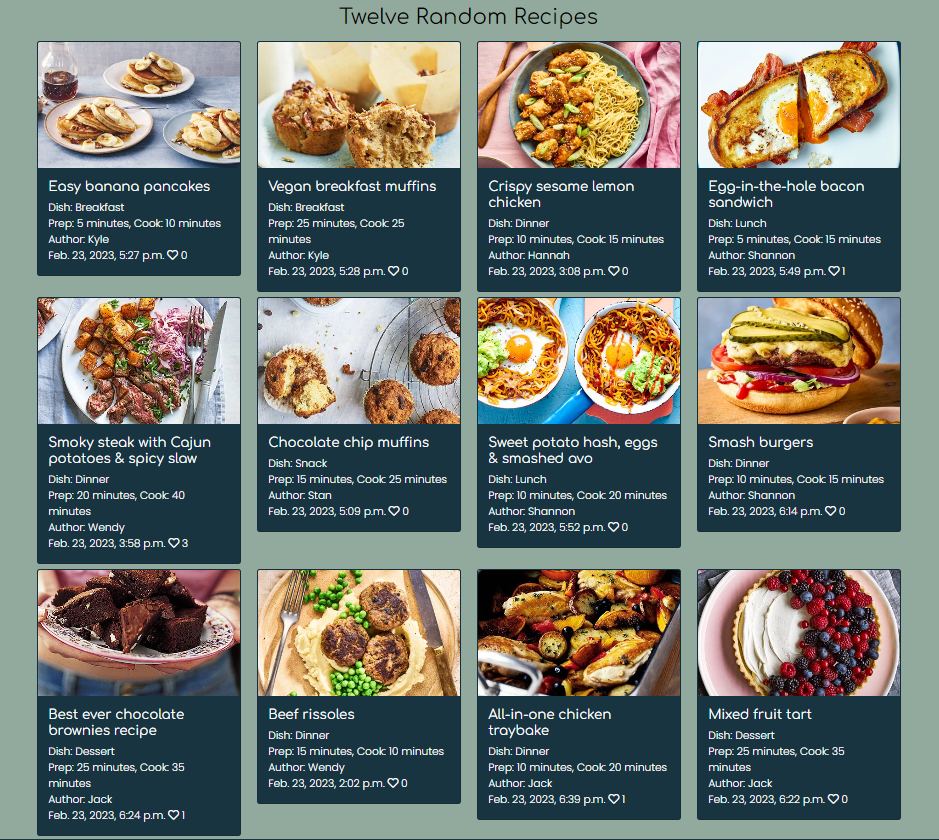 Twelve Random Recipes
Easy banana pancakes
Dish: Breakfast
Prep: 5 minutes, Cook: 10 minutes
Author: Kyle
Feb. 23, 2023, 5:27 p.m. ♡ 0
Vegan breakfast muffins
Dish: Breakfast
Prep: 25 minutes, Cook: 25
minutes
Author: Kyle
Feb. 23, 2023, 5:28 p.m. ♡ 0
Crispy sesame lemon
chicken
Dish: Dinner
Prep: 10 minutes, Cook: 15 minutes
Author: Hannah
Feb. 23, 2023, 3:08 p.m. ♡ 0
Egg-in-the-hole bacon
sandwich
Dish: Lunch
Prep: 5 minutes, Cook: 15 minutes
Author: Shannon
Feb. 23, 2023, 5:49 p.m. ♡ 1
Smoky steak with Cajun
potatoes & spicy slaw
Dish: Dinner
Prep: 20 minutes, Cook: 40
minutes
Author: Wendy
Feb. 23, 2023, 3:58 p.m. ♡ 3
Chocolate chip muffins
Dish: Snack
Prep: 15 minutes, Cook: 25 minutes
Author: Stan
Feb. 23, 2023, 5:09 p.m. ♡ 0
Sweet potato hash, eggs
& smashed avo
Dish: Lunch
Prep: 10 minutes, Cook: 20 minutes
Author: Shannon
Feb. 23, 2023, 5:52 p.m. ♡ 0
Smash burgers
Dish: Dinner
Prep: 10 minutes, Cook: 15 minutes
Author: Shannon
Feb. 23, 2023, 6:14 p.m. ♡ 0
Best ever chocolate
brownies recipe
Dish: Dessert
Prep: 25 minutes, Cook: 35
minutes
Author: Jack
Feb. 23, 2023, 6:24 p.m. ♡ 1
Beef rissoles
Dish: Dinner
Prep: 15 minutes, Cook: 10 minutes
Author: Wendy
Feb. 23, 2023, 2:02 p.m. ♡ 0
All-in-one chicken
traybake
Dish: Dinner
Prep: 10 minutes, Cook: 20 minutes
Author: Jack
Feb. 23, 2023, 6:39 p.m. ♡ 1
Mixed fruit tart
Dish: Dessert
Prep: 25 minutes, Cook: 35
minutes
Author: Jack
Feb. 23, 2023, 6:22 p.m. ♡ 0